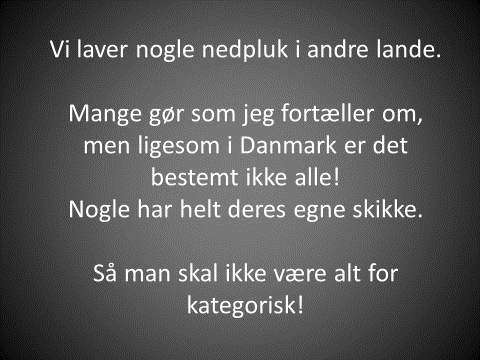 Vi laver nogle nedpluk i andre lande.
Mange gør som jeg fortæller om,
men ligesom i Danmark er det
bestemt ikke alle!
Nogle har helt deres egne skikke.
Så man skal ikke være alt for
kategorisk!